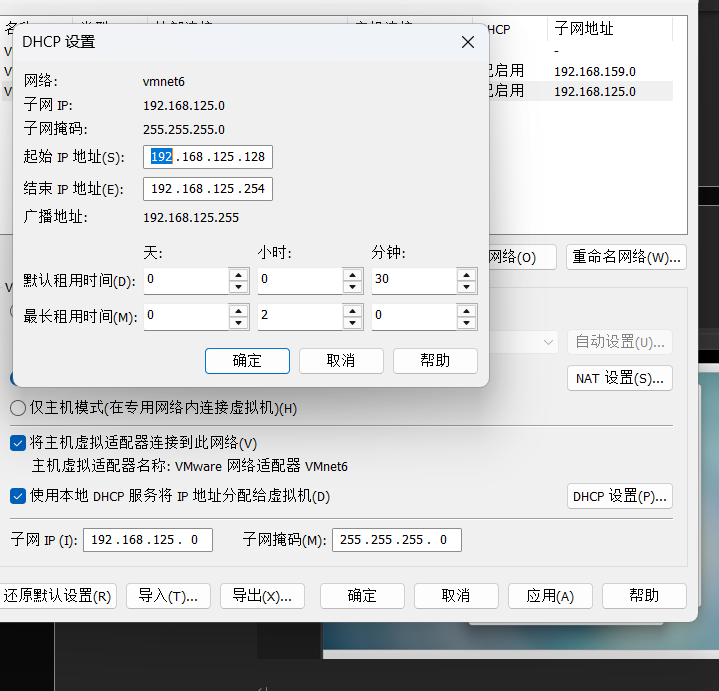 DHCP 设置
网络: vmnet6
子网 IP: 192.168.125.0
子网掩码: 255.255.255.0
起始 IP 地址(S): 192 . 168 . 125 . 128
结束 IP 地址(E): 192 . 168 . 125 . 254
广播地址: 192.168.125.255
天: 小时: 分钟:
默认租用时间(D): 0 0 30
最长租用时间(M): 0 2 0
确定 取消 帮助
HCP 子网地址
-
已启用 192.168.159.0
已启用 192.168.125.0
网络(O) 重命名网络(W)...
自动设置(U)...
NAT 设置(S)...
仅主机模式(在专用网络内连接虚拟机)(H)
将主机虚拟适配器连接到此网络(V)
主机虚拟适配器名称: VMware 网络适配器 VMnet6
使用本地 DHCP 服务将 IP 地址分配给虚拟机(D)
DHCP 设置(P)...
子网 IP (I): 192 . 168 . 125 . 0 子网掩码(M): 255 . 255 . 255 . 0
还原默认设置(R) 导入(T)... 导出(X)... 确定 取消 应用(A) 帮助